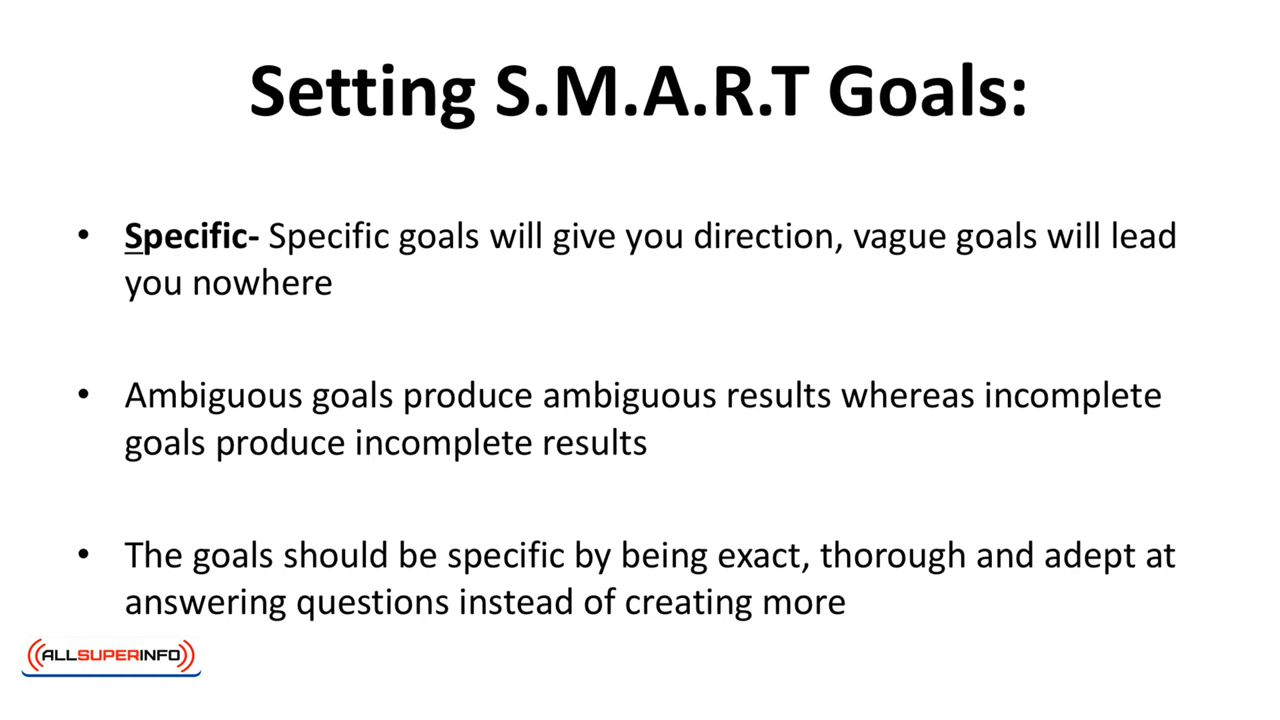 Setting S.M.A.R.T Goals:
• Specific- Specific goals will give you direction, vague goals will lead
you nowhere
• Ambiguous goals produce ambiguous results whereas incomplete
goals produce incomplete results
• The goals should be specific by being exact, thorough and adept at
answering questions instead of creating more
ALLSUPERINFO